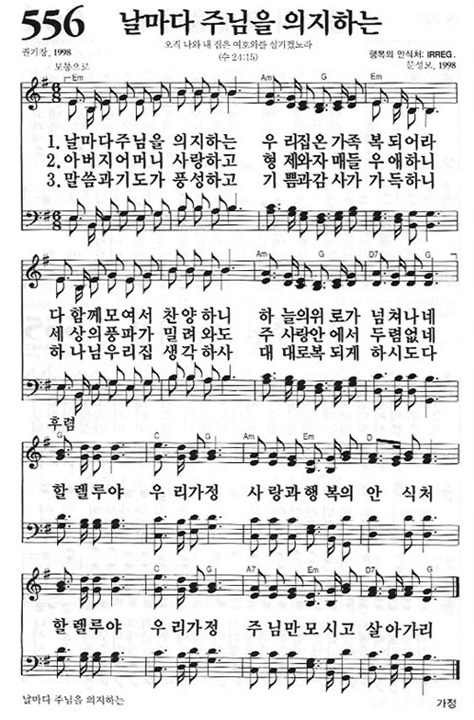 556 날마다 주님을 의지하는
오직 나와 내 집은 여호와를 섬기겠노라
(수 24:15)
권기창, 1998
행복의 안식처: IRREG.
문성모, 1998
보통으로
Em Am G Em
1. 날마다주님을 의지하는 우 리집온 가족 복 되어라
2. 아버지어머니 사랑하고 형 제와자 매들 우 애하니
3. 말씀과기도가 풍성하고 기 쁨과감 사가 가 득하니
Am G D7 G
다 함께모여서 찬양하니 하 늘의위 로가 넘 쳐나네
세 상의풍파가 밀려와도 주 사랑안 에서 두 렴없네
하 나님우리집 생각하사 대 대로복 되게 하 시도다
후렴
G C G Am Em D
할 렐루야 우 리가정 사 랑과행 복의 안 식처
G C G A7 Em D7 G
할 렐루야 우 리가정 주 님만모 시고 살 아가리
날마다 주님을 의지하는
가정